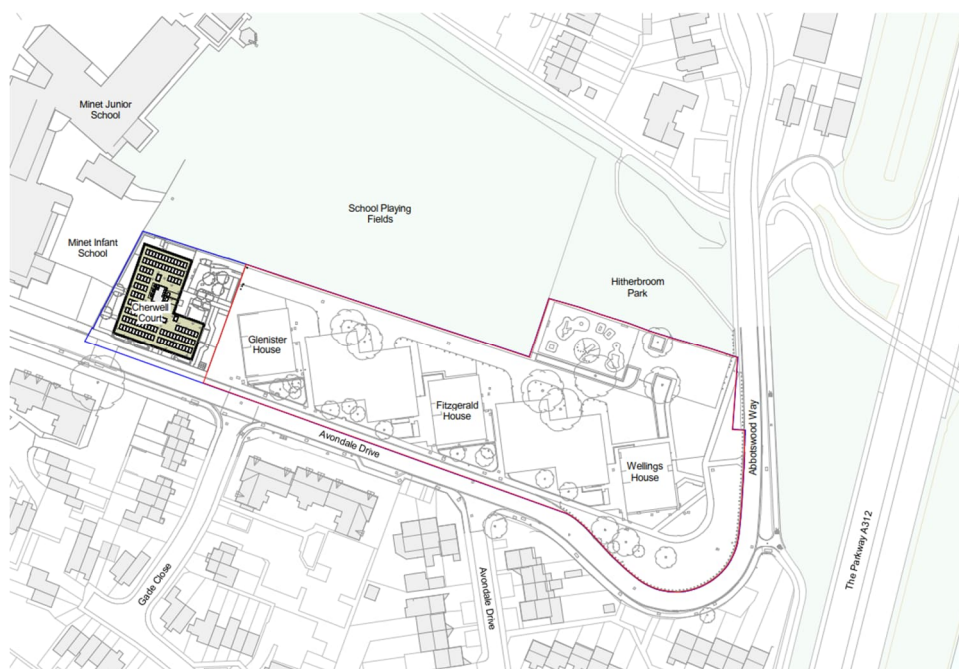 Minet Junior
School
School Playing
Fields
Minet Infant
School
Hitherbroom
Park
Cherwell
Court
Glenister
House
Fitzgerald
House
Avondale Drive
Wellings
House
Abbotswood Way
The Parkway A312
Gade Close
Avondale Drive